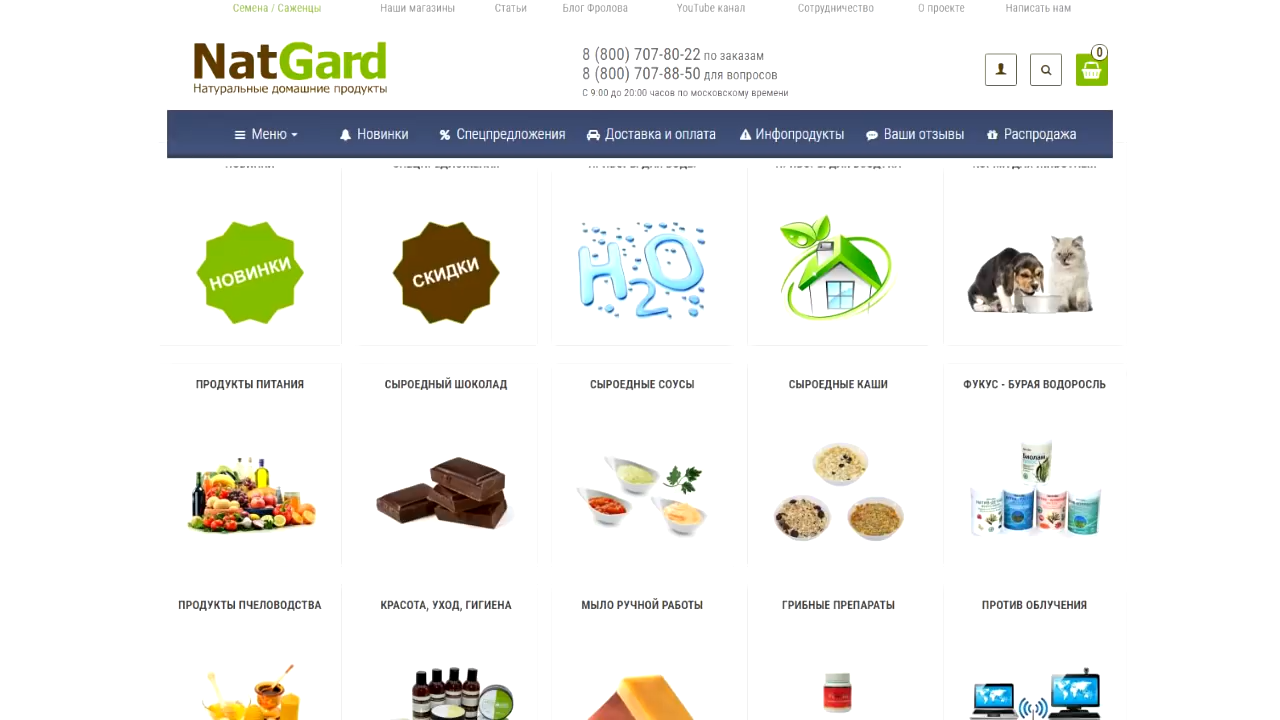 Семена / Саженцы Наши магазины Статьи Блог Фролова YouTube канал Сотрудничество О проекте Написать нам
NatGard
Натуральные домашние продукты
8 (800) 707-80-22 по заказам
8 (800) 707-88-50 для вопросов
С 9:00 до 20:00 часов по московскому времени
0
Меню Новинки Спецпредложения Доставка и оплата Инфопродукты Ваши отзывы Распродажа
НОВИНКИ
СКИДКИ
H2O
ПРОДУКТЫ ПИТАНИЯ СЫРОЕДНЫЙ ШОКОЛАД СЫРОЕДНЫЕ СОУСЫ СЫРОЕДНЫЕ КАШИ ФУКУС - БУРАЯ ВОДОРОСЛЬ
ПРОДУКТЫ ПЧЕЛОВОДСТВА КРАСОТА, УХОД, ГИГИЕНА МЫЛО РУЧНОЙ РАБОТЫ ГРИБНЫЕ ПРЕПАРАТЫ ПРОТИВ ОБЛУЧЕНИЯ